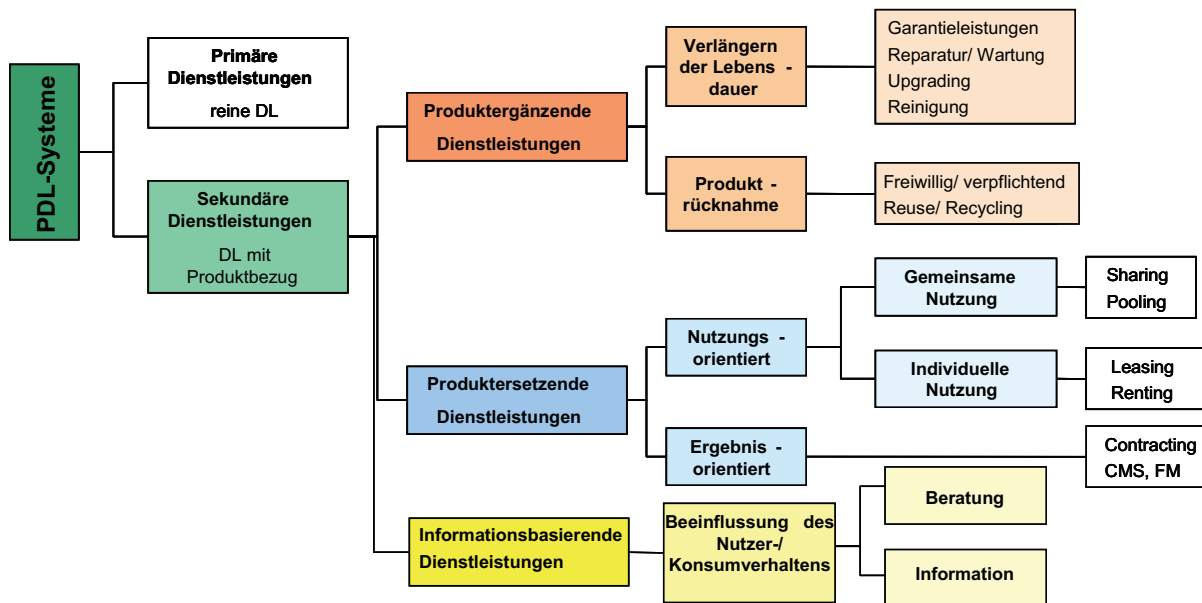 PDL-Systeme
Primäre
Dienstleistungen
reine DL
Sekundäre
Dienstleistungen
DL mit
Produktbezug
Produktergänzende
Dienstleistungen
Verlängern
der Lebens -
dauer
Garantieleistungen
Reparatur/ Wartung
Upgrading
Reinigung
Produkt -
rücknahme
Freiwillig/ verpflichtend
Reuse/ Recycling
Produktersetzende
Dienstleistungen
Nutzungs -
orientiert
Gemeinsame
Nutzung
Sharing
Pooling
Individuelle
Nutzung
Leasing
Renting
Ergebnis -
orientiert
Contracting
CMS, FM
Informationsbasierende
Dienstleistungen
Beeinflussung des
Nutzer-/
Konsumverhaltens
Beratung
Information